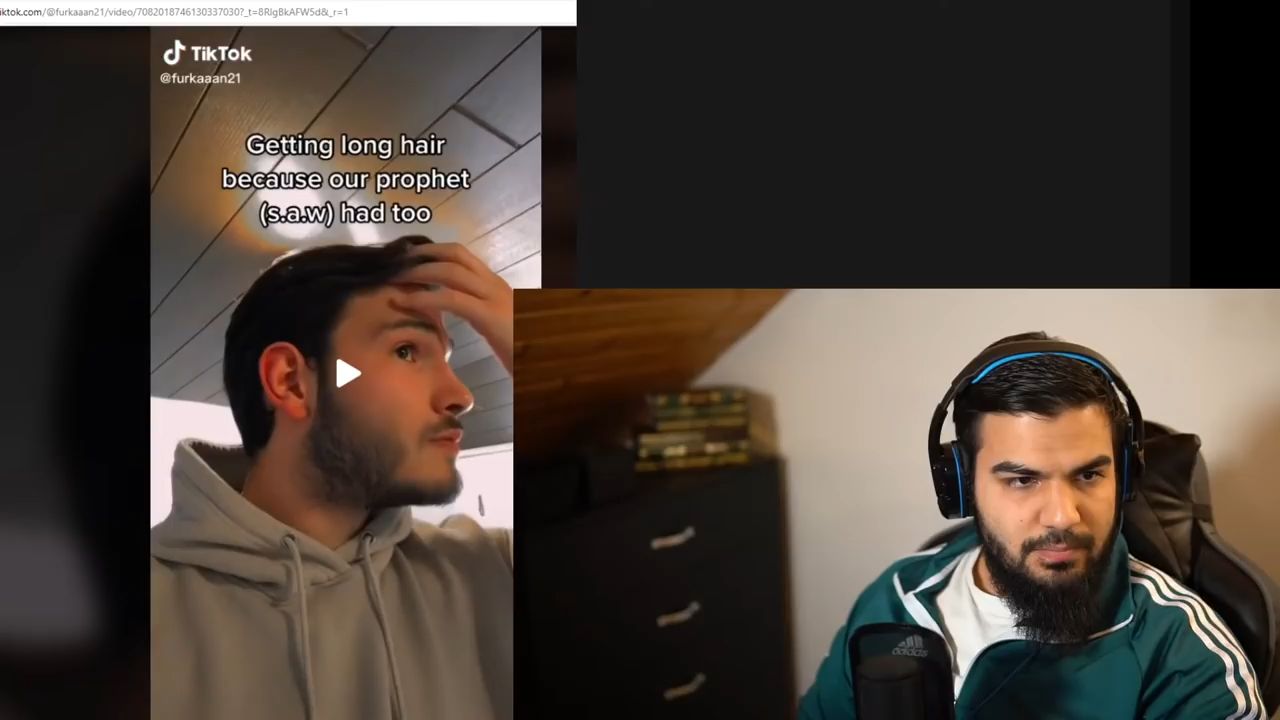 iktok.com/@furkaaan21/video/7082018746130337030?_t=8RlgBkAFW5d&_r=1
TikTok
@furkaaan21
Getting long hair
because our prophet
(s.a.w) had too
adidas